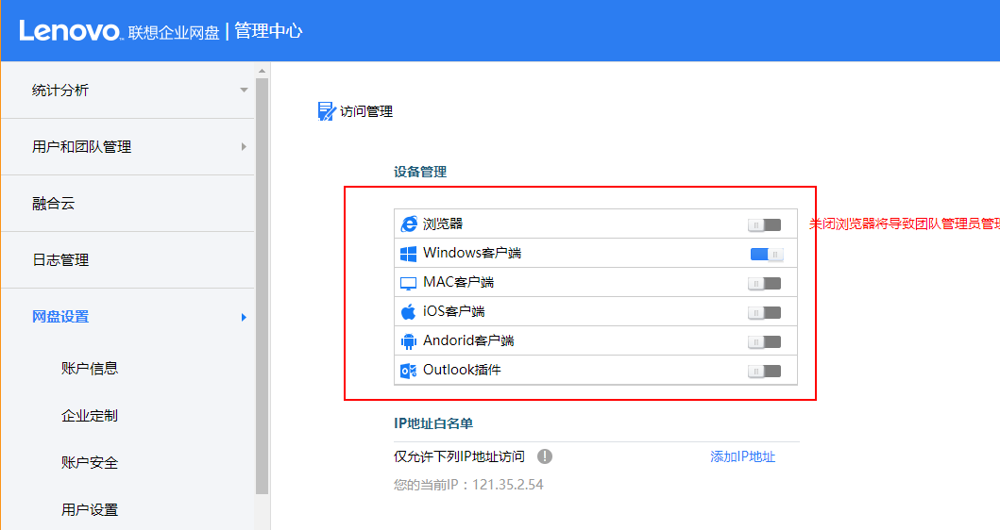 Lenovo™ 联想企业网盘 | 管理中心
统计分析
用户和团队管理
融合云
日志管理
网盘设置
账户信息
企业定制
账户安全
用户设置
访问管理
设备管理
浏览器
关闭浏览器将导致团队管理员管理
Windows客户端
MAC客户端
iOS客户端
Andorid客户端
Outlook插件
IP地址白名单
仅允许下列IP地址访问 添加IP地址
您的当前IP：121.35.2.54